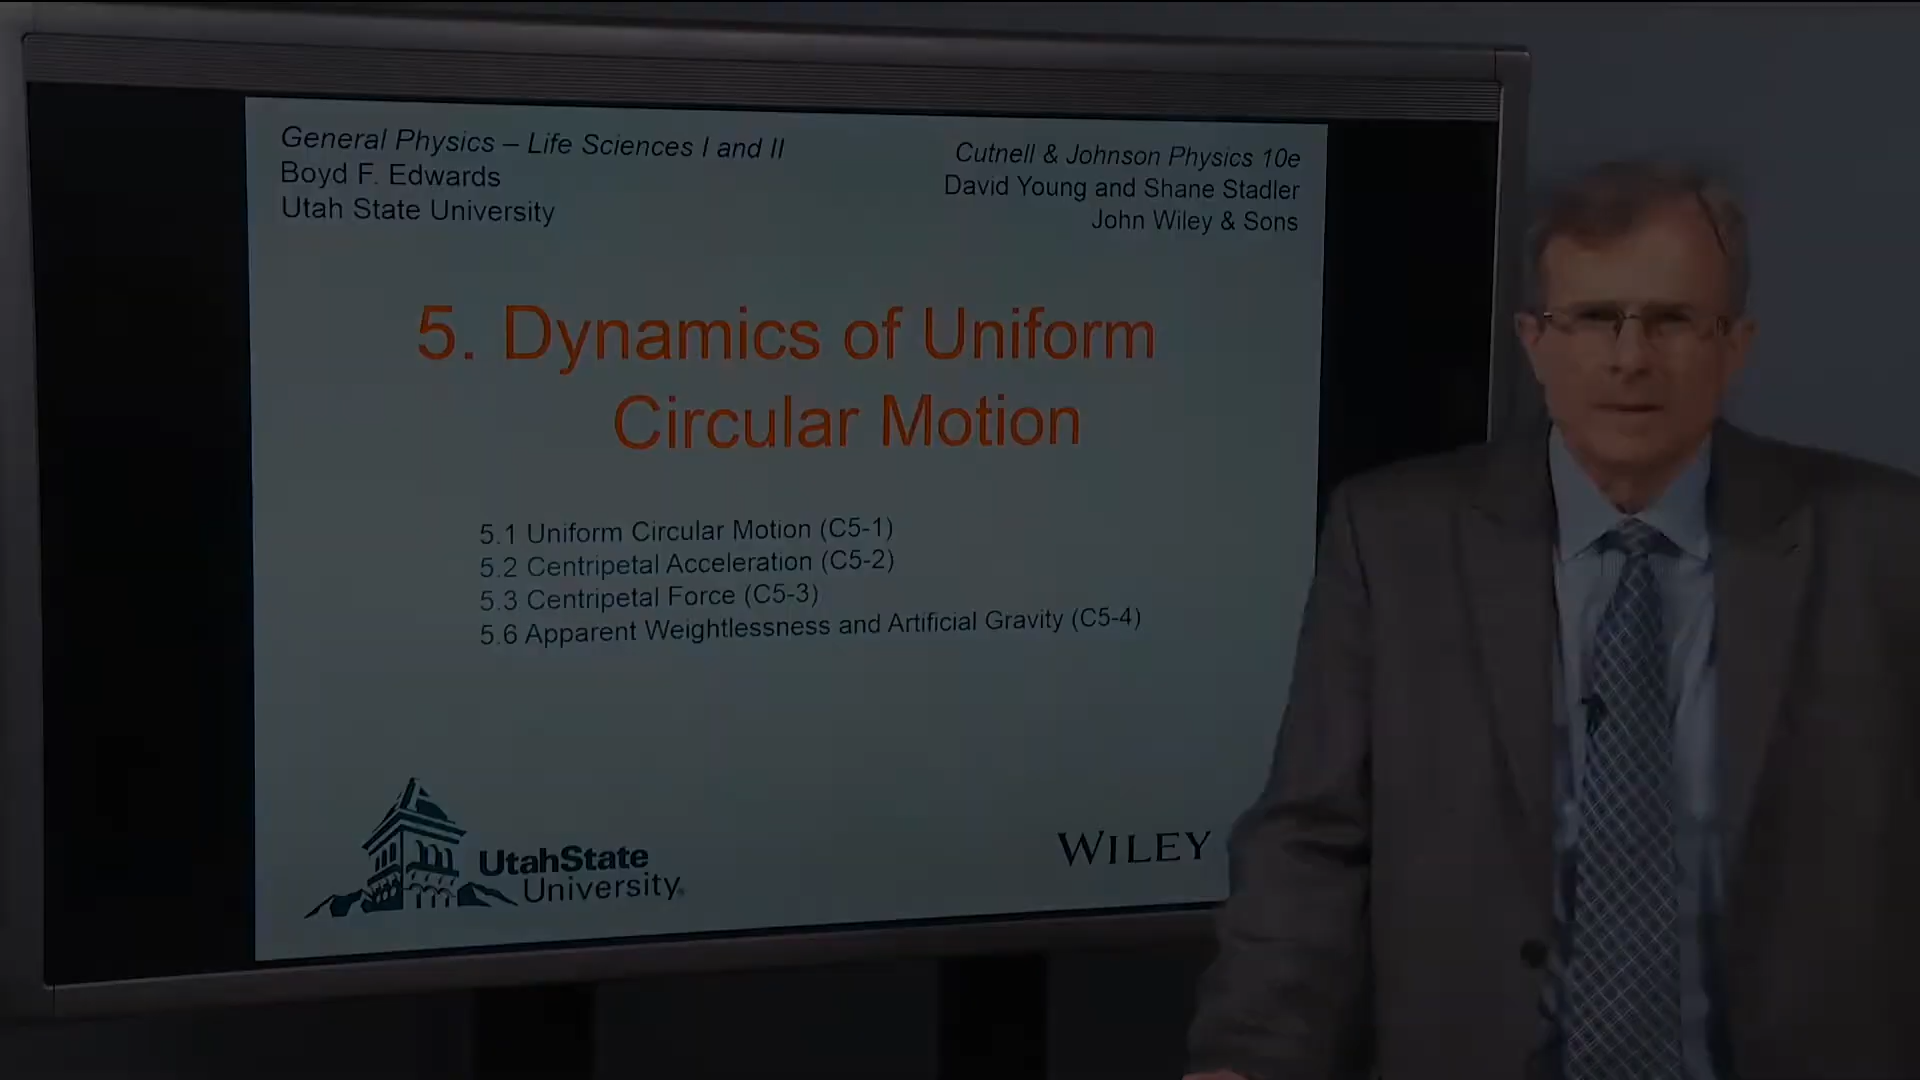 General Physics – Life Sciences I and II
Boyd F. Edwards
Utah State University
Cutnell & Johnson Physics 10e
David Young and Shane Stadler
John Wiley & Sons
5. Dynamics of Uniform
Circular Motion
5.1 Uniform Circular Motion (C5-1)
5.2 Centripetal Acceleration (C5-2)
5.3 Centripetal Force (C5-3)
5.6 Apparent Weightlessness and Artificial Gravity (C5-4)
UtahState
University
WILEY